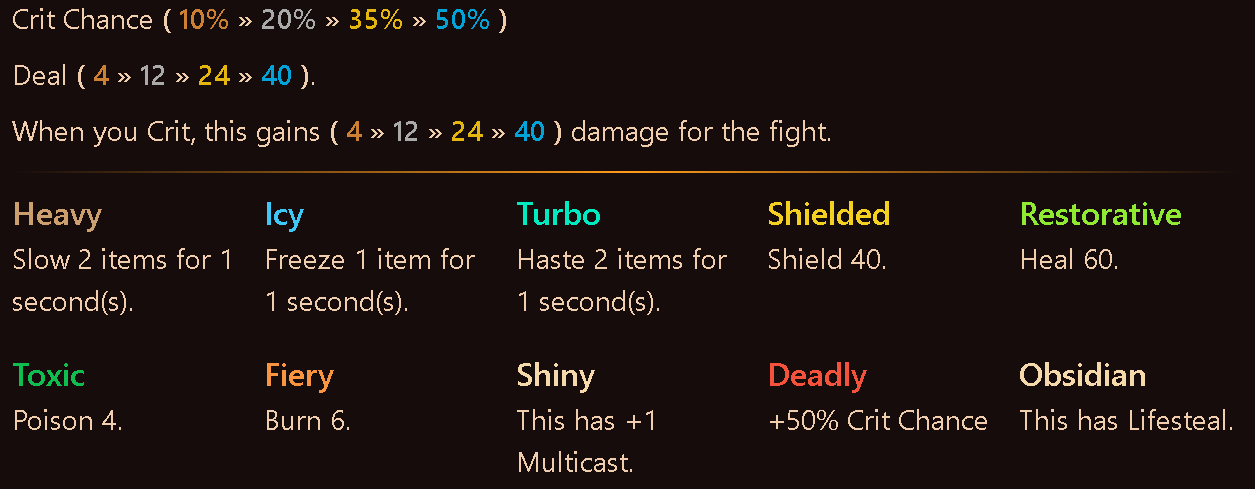 Crit Chance ( 10% » 20% » 35% » 50% )
Deal ( 4 » 12 » 24 » 40 ).
When you Crit, this gains ( 4 » 12 » 24 » 40 ) damage for the fight.
Heavy
Slow 2 items for 1
second(s).
Icy
Freeze 1 item for
1 second(s).
Turbo
Haste 2 items for
1 second(s).
Shielded
Shield 40.
Restorative
Heal 60.
Toxic
Poison 4.
Fiery
Burn 6.
Shiny
This has +1
Multicast.
Deadly
+50% Crit Chance
Obsidian
This has Lifesteal.